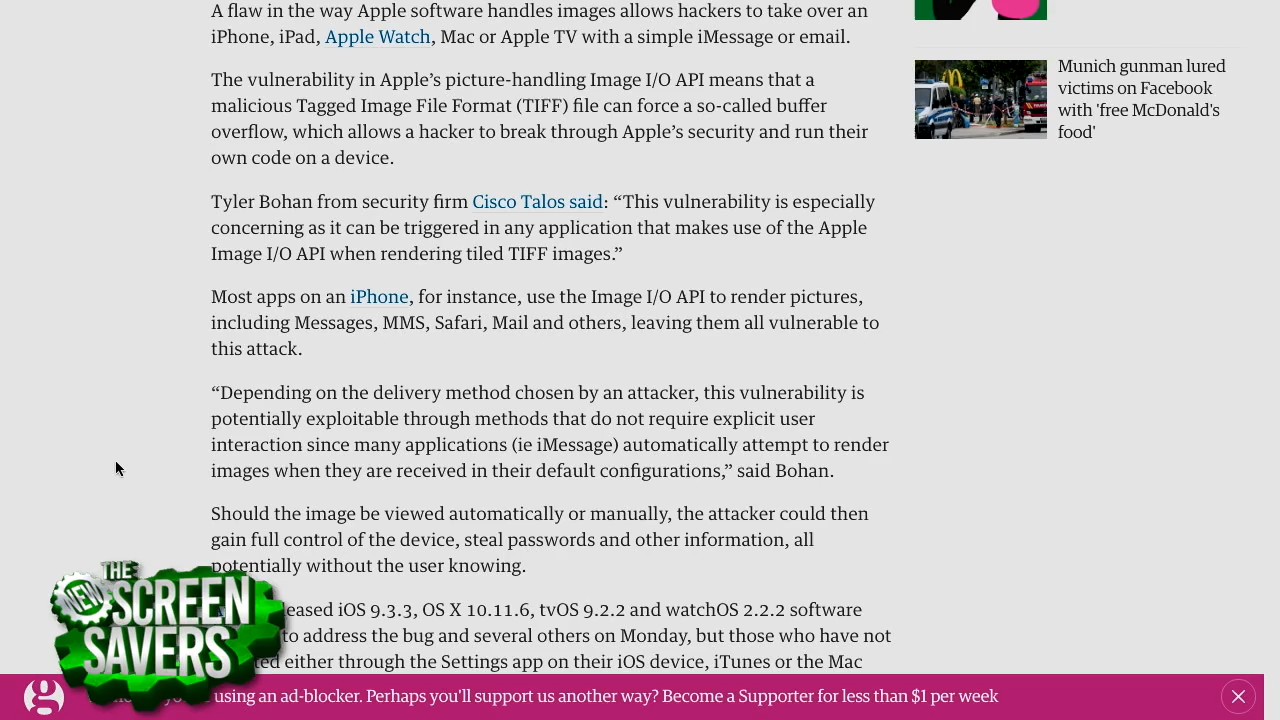 A flaw in the way Apple software handles images allows hackers to take over an
iPhone, iPad, Apple Watch, Mac or Apple TV with a simple iMessage or email.
The vulnerability in Apple’s picture-handling Image I/O API means that a
malicious Tagged Image File Format (TIFF) file can force a so-called buffer
overflow, which allows a hacker to break through Apple’s security and run their
own code on a device.
Tyler Bohan from security firm Cisco Talos said: “This vulnerability is especially
concerning as it can be triggered in any application that makes use of the Apple
Image I/O API when rendering tiled TIFF images.”
Most apps on an iPhone, for instance, use the Image I/O API to render pictures,
including Messages, MMS, Safari, Mail and others, leaving them all vulnerable to
this attack.
“Depending on the delivery method chosen by an attacker, this vulnerability is
potentially exploitable through methods that do not require explicit user
interaction since many applications (ie iMessage) automatically attempt to render
images when they are received in their default configurations,” said Bohan.
Should the image be viewed automatically or manually, the attacker could then
gain full control of the device, steal passwords and other information, all
potentially without the user knowing.
iOS 9.3.3, OS X 10.11.6, tvOS 9.2.2 and watchOS 2.2.2 software
to address the bug and several others on Monday, but those who have not
either through the Settings app on their iOS device, iTunes or the Mac
Munich gunman lured
victims on Facebook
with 'free McDonald's
food'
THE
NEW
SCREEN
SAVERS
using an ad-blocker. Perhaps you'll support us another way? Become a Supporter for less than $1 per week